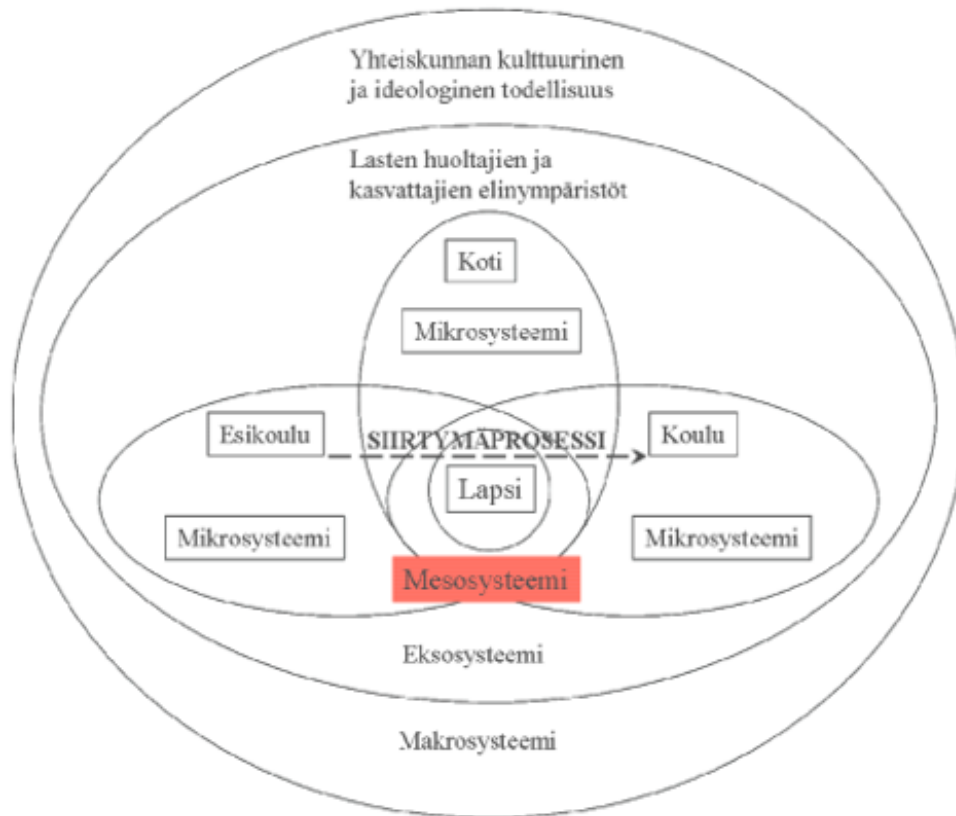 Yhteiskunnan kulttuurinen
ja ideologinen todellisuus
Lasten huoltajien ja
kasvattajien elinympäristöt
Koti
Mikrosysteemi
Esikoulu
SIIRTYMÄPROSESSI
Koulu
Lapsi
Mikrosysteemi
Mikrosysteemi
Mesosysteemi
Eksosysteemi
Makrosysteemi